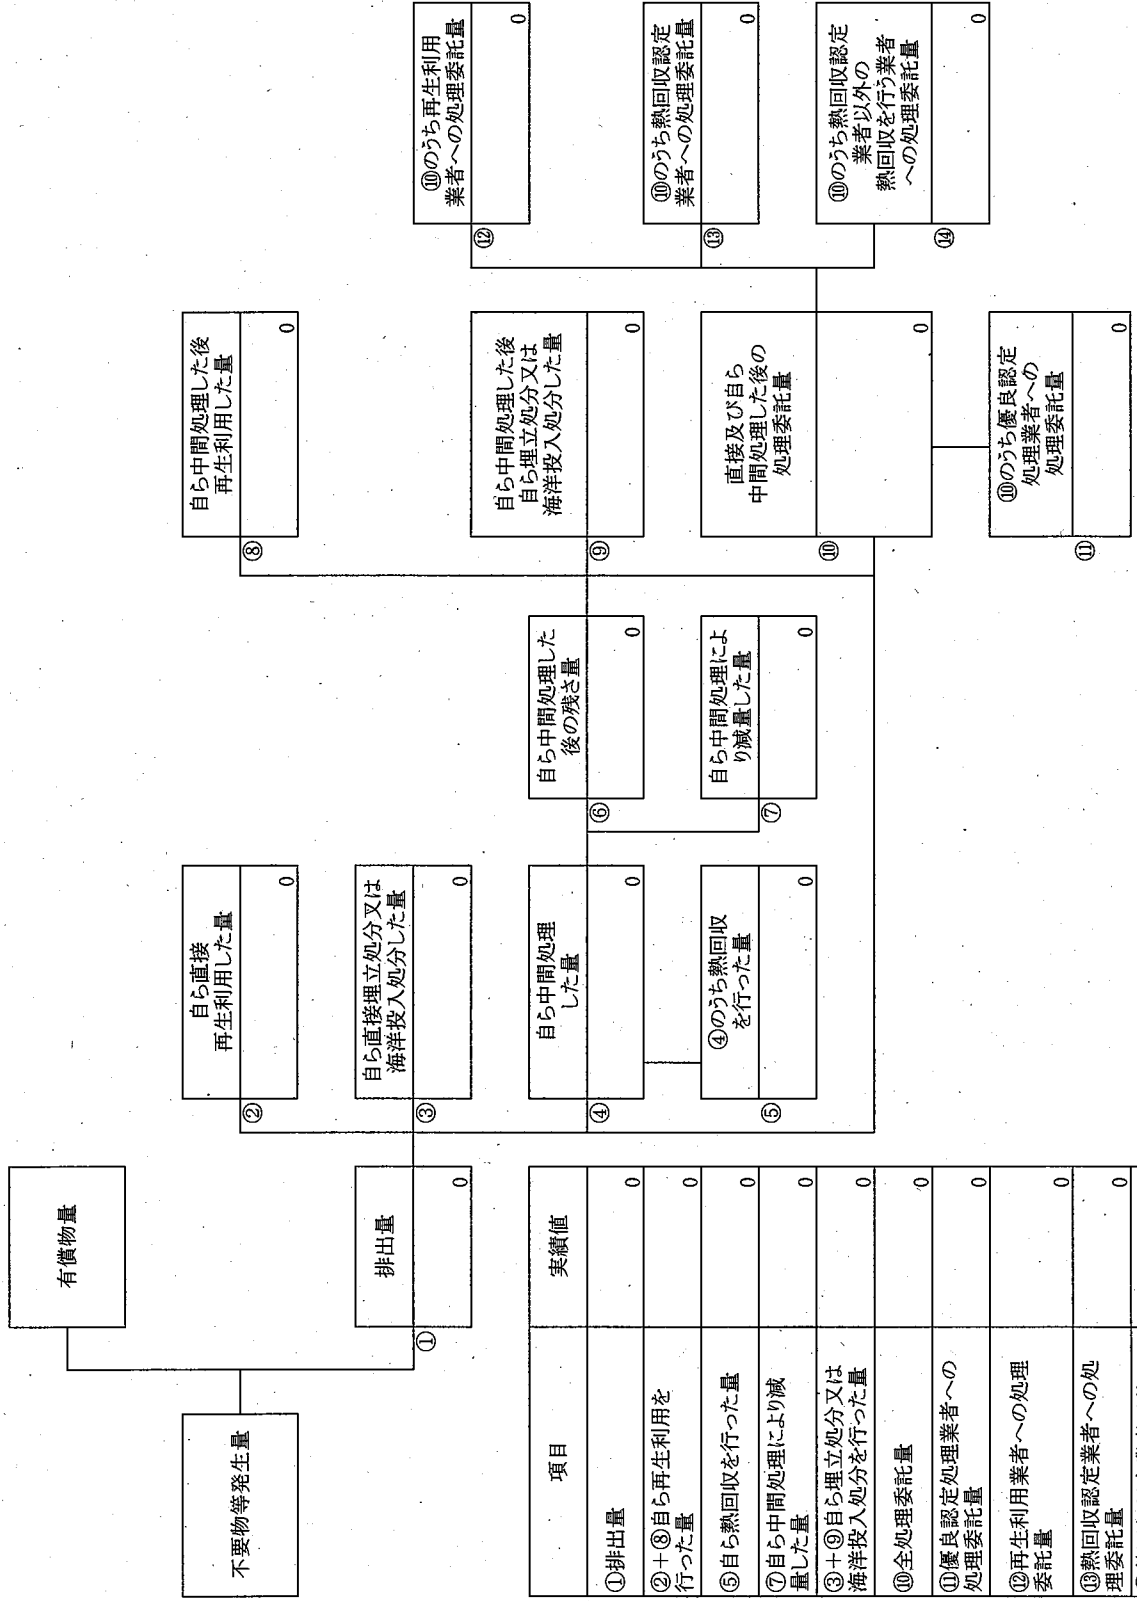 不要物等発生量
有償物量
排出量
①
0
自ら直接
再生利用した量
②
0
自ら直接埋立処分又は
海洋投入処分した量
③
0
自ら中間処理
した量
④
0
④のうち熱回収
を行った量
⑤
0
自ら中間処理した
後の残さ量
⑥
0
自ら中間処理によ
り減量した量
⑦
0
自ら中間処理した後
再生利用した量
⑧
0
自ら中間処理した後
自ら埋立処分又は
海洋投入処分した量
⑨
0
直接及び自ら
中間処理した後の
処理委託量
⑩
0
⑩のうち優良認定
処理業者への
処理委託量
⑪
0
⑩のうち再生利用
業者への処理委託量
⑫
0
⑩のうち熱回収認定
業者への処理委託量
⑬
0
⑩のうち熱回収認定
業者以外の
熱回収を行う業者
への処理委託量
⑭
0
項目 実績値
①排出量 0
②+⑧自ら再生利用を
行った量 0
⑤自ら熱回収を行った量 0
⑦自ら中間処理により減
量した量 0
③+⑨自ら埋立処分又は
海洋投入処分を行った量 0
⑩全処理委託量 0
⑪優良認定処理業者への
処理委託量 0
⑫再生利用業者への処理
委託量 0
⑬熱回収認定業者への処
理委託量 0